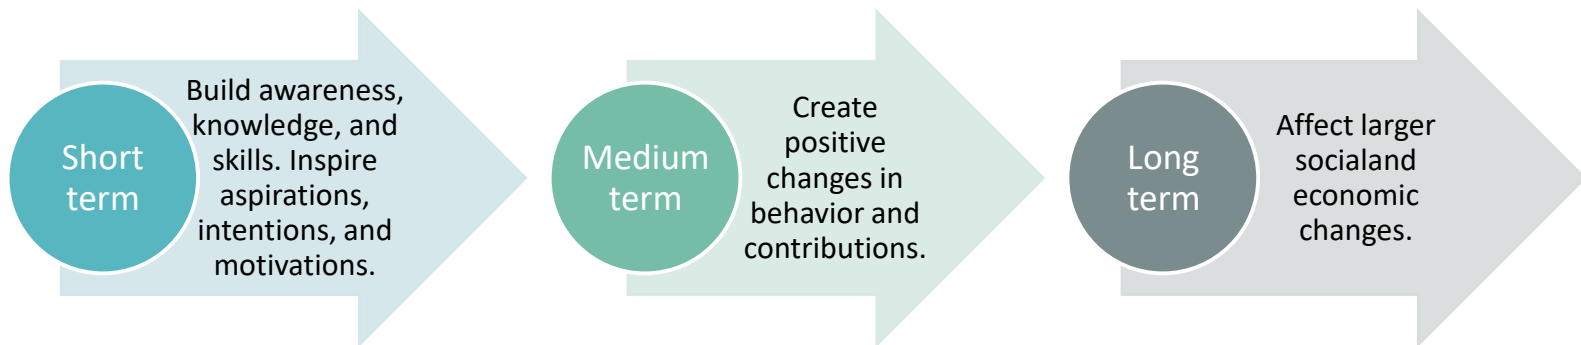 Short
term
Build awareness,
knowledge, and
skills. Inspire
aspirations,
intentions, and
motivations.
Medium
term
Create
positive
changes in
behavior and
contributions.
Long
term
Affect larger
socialand
economic
changes.